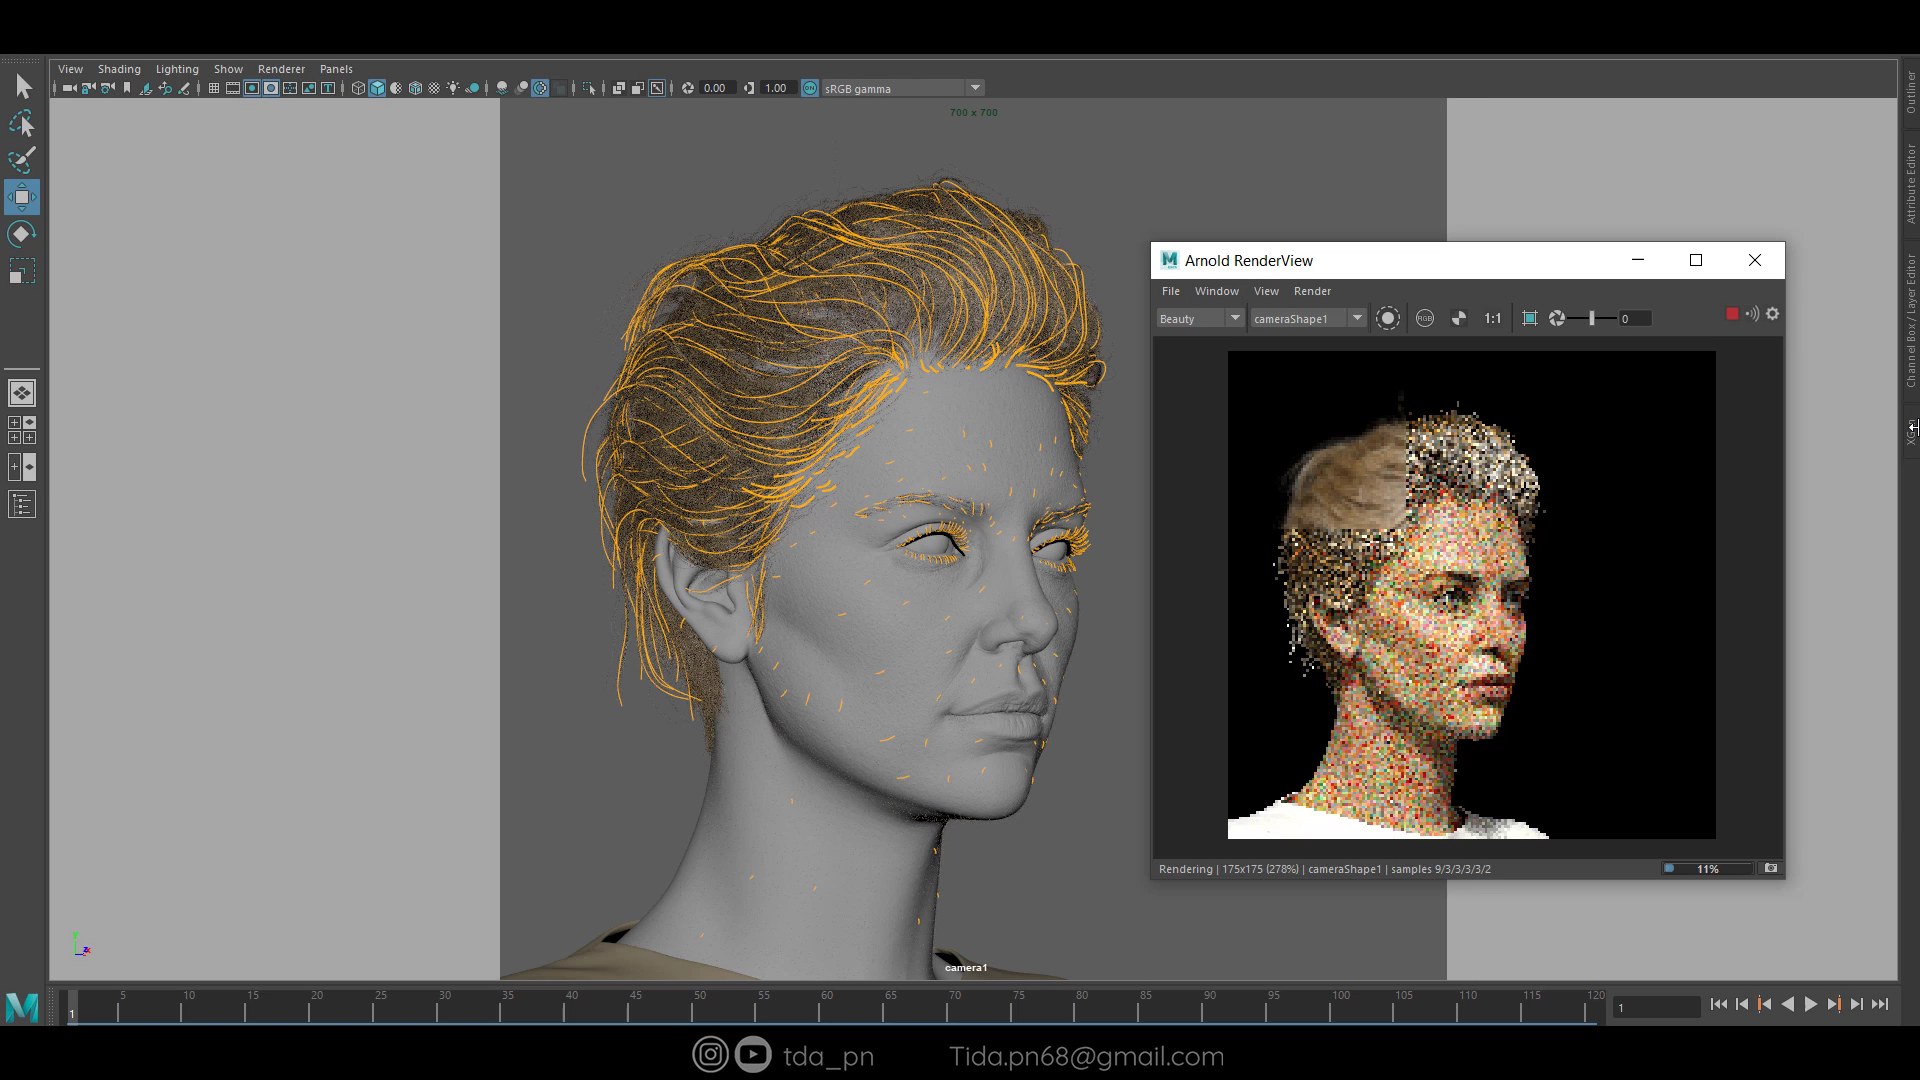 View Shading Lighting Show Renderer Panels
0.00 1.00 ON sRGB gamma
700 x 700
Outliner
Attribute Editor
Channel Box / Layer Editor
Arnold RenderView
File Window View Render
Beauty cameraShape1 RGB 1:1 0
Rendering | 175x175 (278%) | cameraShape1 | samples 9/3/3/3/3/2 11%
camera1
5 10 15 20 25 30 35 40 45 50 55 60 65 70 75 80 85 90 95 100 105 110 115 120
1 1
tda_pn Tida.pn68@gmail.com